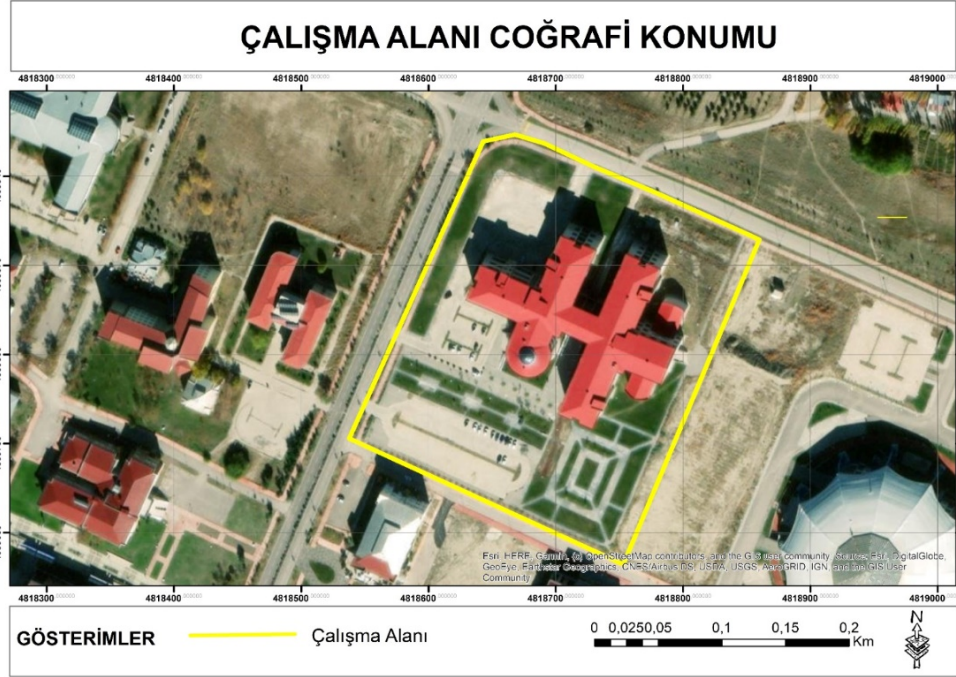 ÇALIŞMA ALANI COĞRAFİ KONUMU
4818300 4818400 4818500 4818600 4818700 4818800 4818900 4819000
Esri, HERE, Garmin, (c) OpenStreetMap contributors, and the GIS user community, Source: Esri, DigitalGlobe,
GeoEye, Earthstar Geographics, CNES/Airbus DS, USDA, USGS, AeroGRID, IGN, and the GIS User
Community
4818300 4818400 4818500 4818600 4818700 4818800 4818900 4819000
GÖSTERİMLER Çalışma Alanı
0 0,0250,05 0,1 0,15 0,2
Km
N